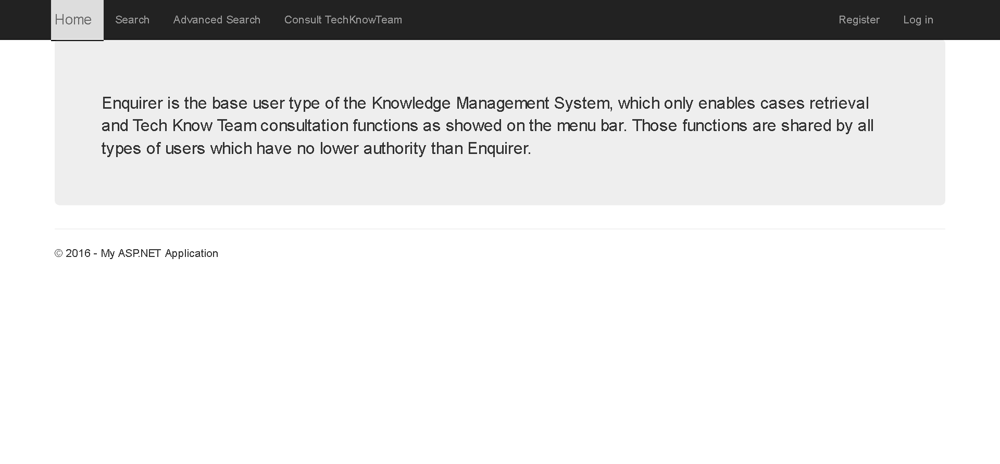 Home Search Advanced Search Consult TechKnowTeam Register Log in
Enquirer is the base user type of the Knowledge Management System, which only enables cases retrieval
and Tech Know Team consultation functions as showed on the menu bar. Those functions are shared by all
types of users which have no lower authority than Enquirer.
© 2016 - My ASP.NET Application